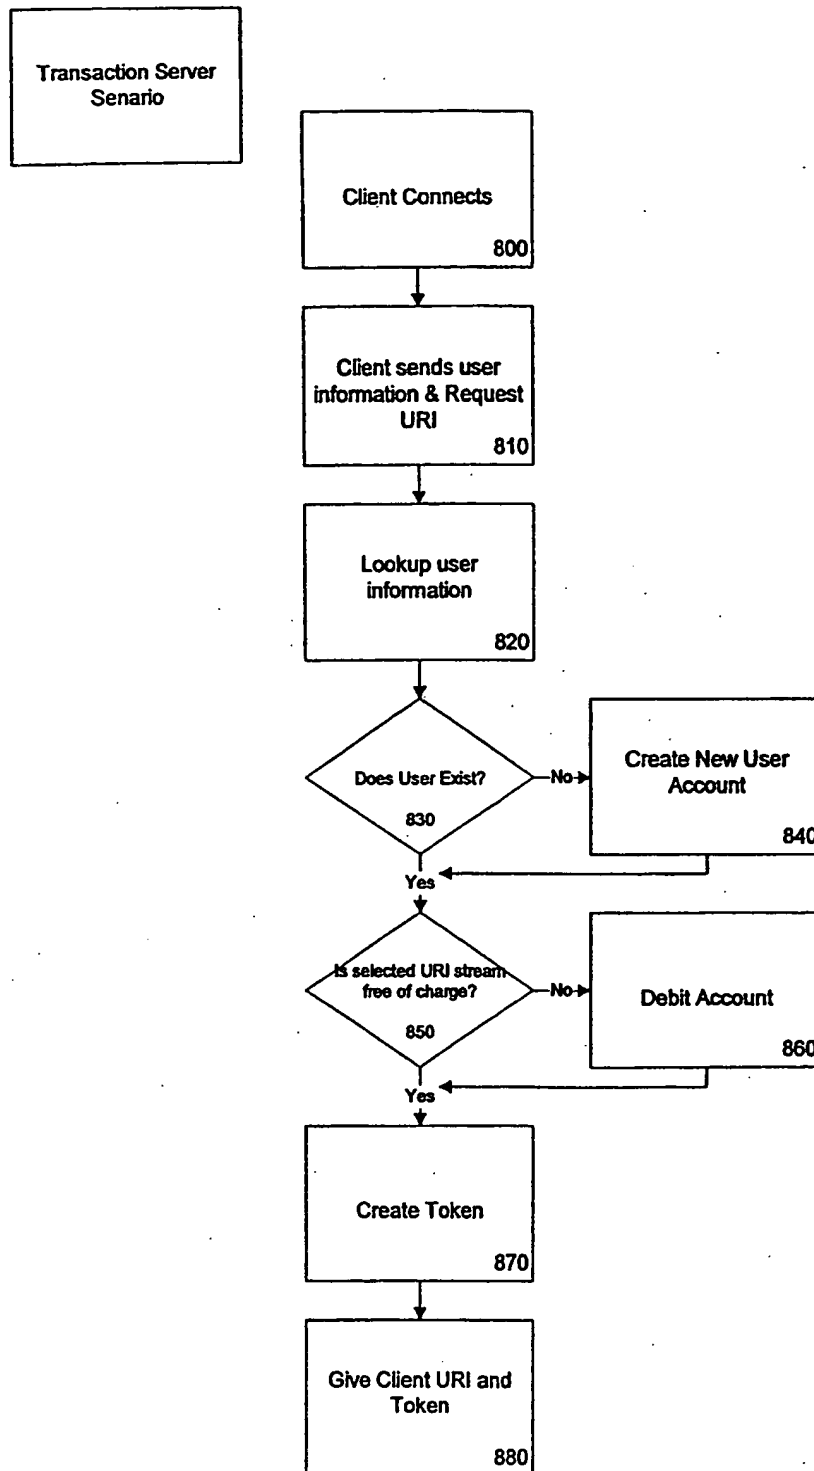 Transaction Server
Senario
Client Connects
800
Client sends user
information & Request
URI
810
Lookup user
information
820
Does User Exist?
830
No
Create New User
Account
840
Yes
Is selected URI stream
free of charge?
850
No
Debit Account
860
Yes
Create Token
870
Give Client URI and
Token
880